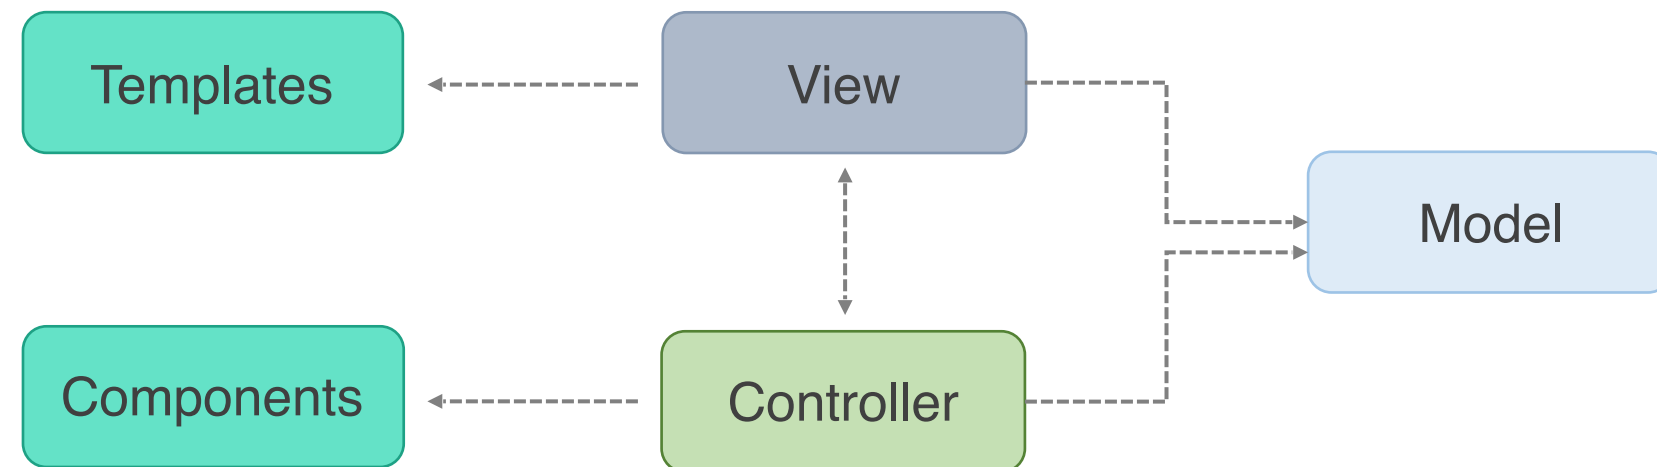 Templates
View
Model
Components
Controller